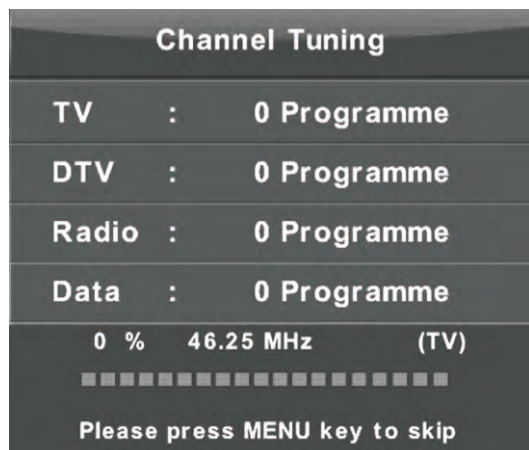 Channel Tuning
TV : 0 Programme
DTV : 0 Programme
Radio : 0 Programme
Data : 0 Programme
0 % 46.25 MHz (TV)
Please press MENU key to skip